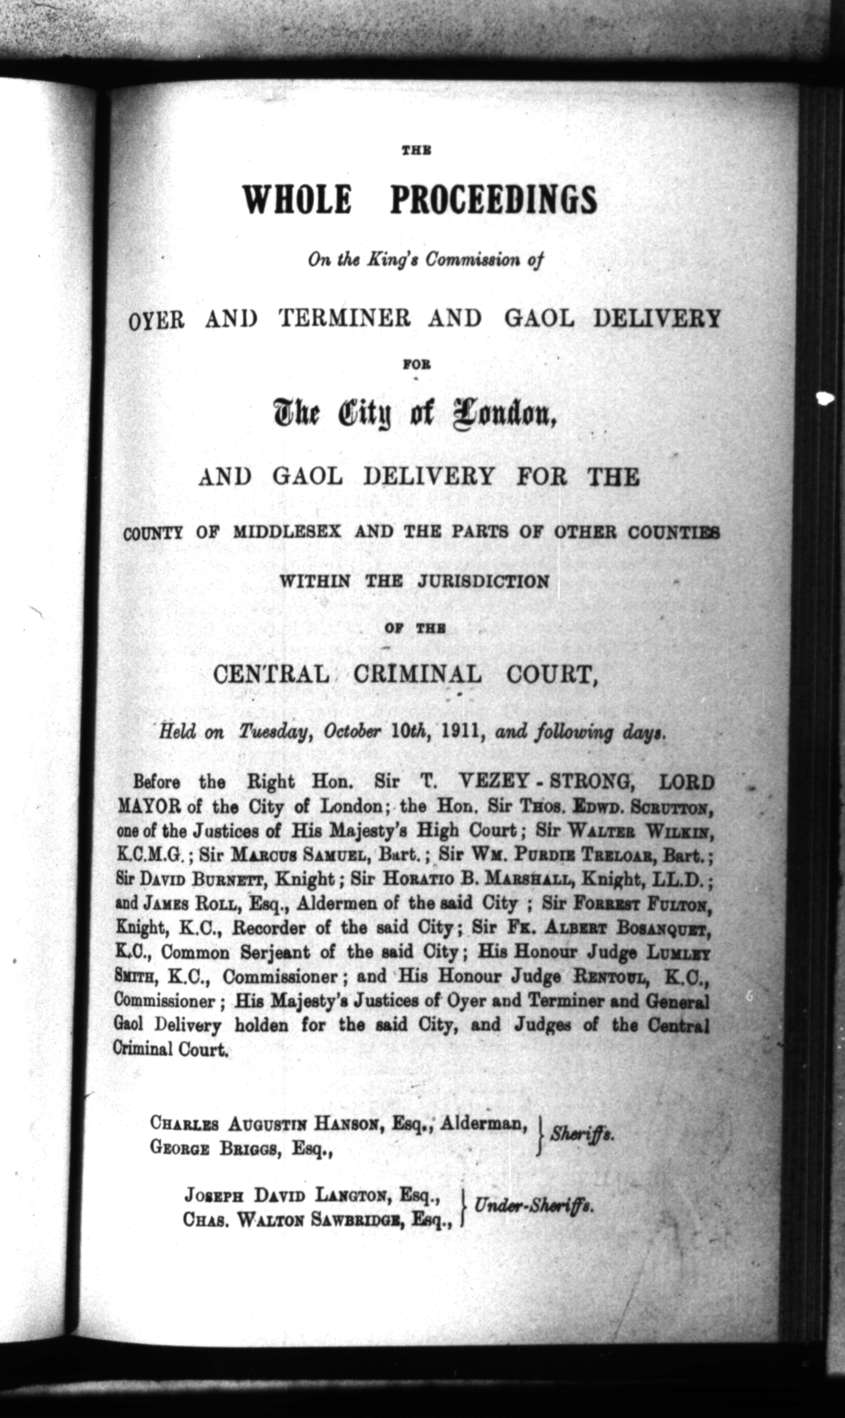 THE
WHOLE PROCEEDINGS
On the King's Commission of
OYER AND TERMINER AND GAOL DELIVERY
FOR
The City of London,
AND GAOL DELIVERY FOR THE
COUNTY OF MIDDLESEX AND THE PARTS OF OTHER COUNTIES
WITHIN THE JURISDICTION
OF THE
CENTRAL CRIMINAL COURT,
Held on Tuesday, October 10th, 1911, and following days.
Before the Right Hon. Sir T. VEZEY-STRONG, LORD
MAYOR of the City of London; the Hon. Sir THOS. EDWD. SCRUTTON,
one of the Justices of His Majesty's High Court; Sir WALTER WILKIN,
K.C.M.G.; Sir MARCUS SAMUEL, Bart.; Sir WM. PURDIE TRELOAR, Bart.;
Sir DAVID BURNETT, Knight; Sir HORATIO B. MARSHALL, Knight, LL.D.;
and JAMES ROLL, Esq., Aldermen of the said City ; Sir FORREST FULTON,
Knight, K.C., Recorder of the said City; Sir FK. ALBERT BOSANQUET,
K.C., Common Serjeant of the said City; His Honour Judge LUMLEY
SMITH, K.C., Commissioner; and His Honour Judge RENTOUL, K.C.,
Commissioner; His Majesty's Justices of Oyer and Terminer and General
Gaol Delivery holden for the said City, and Judges of the Central
Criminal Court.
CHARLES AUGUSTIN HANSON, Esq., Alderman,
GEORGE BRIGGS, Esq.,
} Sheriffs.
JOSEPH DAVID LANGTON, Esq.,
CHAS. WALTON SAWBRIDGE, Esq.,
} Under-Sheriffs.